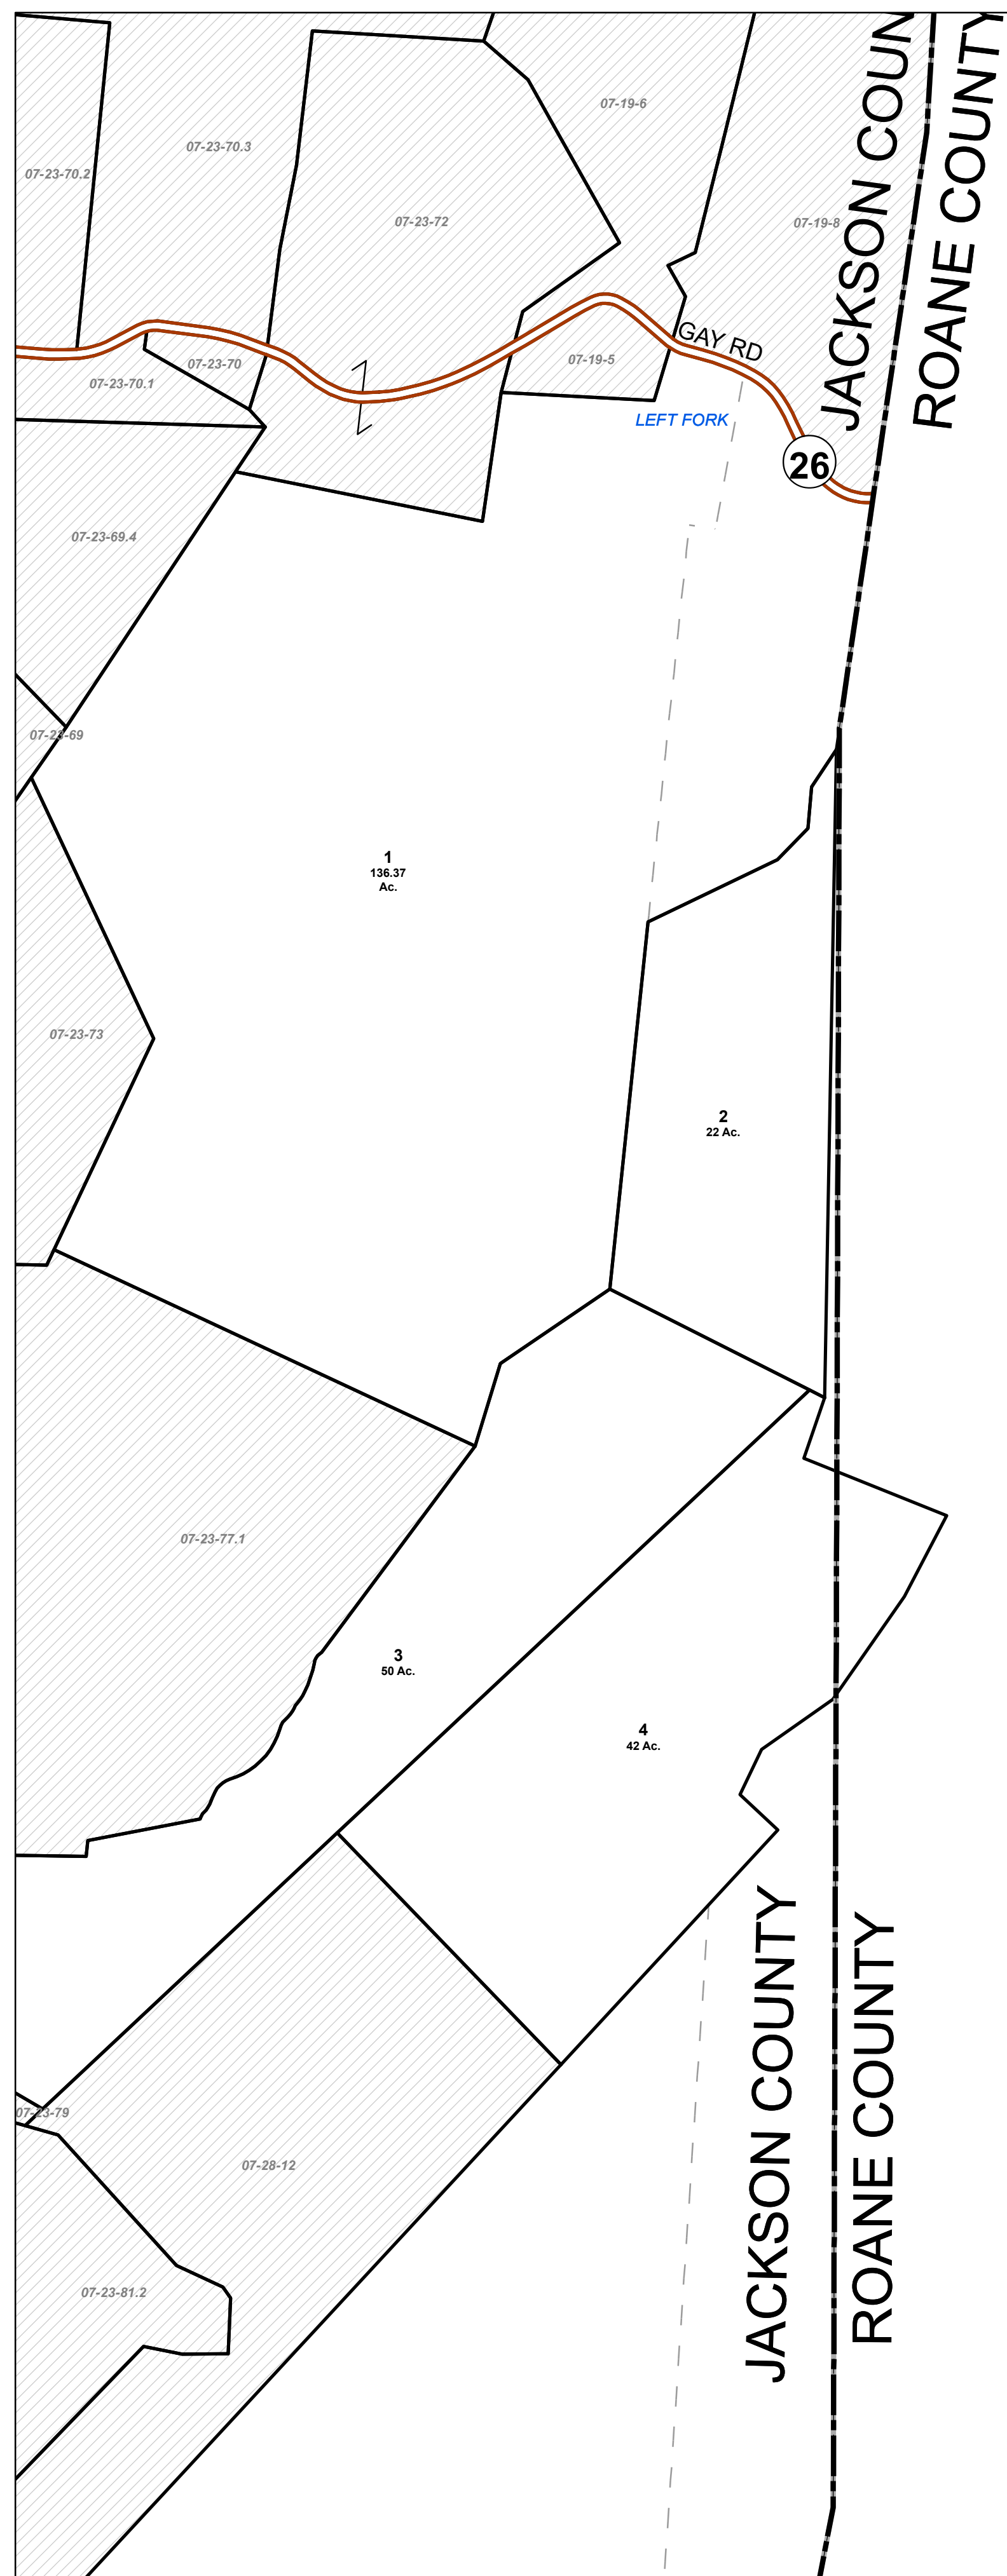 07-19-6
JACKSON COUN
ROANE COUNTY
07-23-70.3
07-23-70.2
07-23-72
07-19-8
GAY RD
07-19-5
07-23-70
07-23-70.1
LEFT FORK
26
07-23-69.4
07-23-69
1
136.37
Ac.
07-23-73
2
22 Ac.
07-23-77.1
3
50 Ac.
4
42 Ac.
JACKSON COUNTY
ROANE COUNTY
07-23-79
07-28-12
07-23-81.2